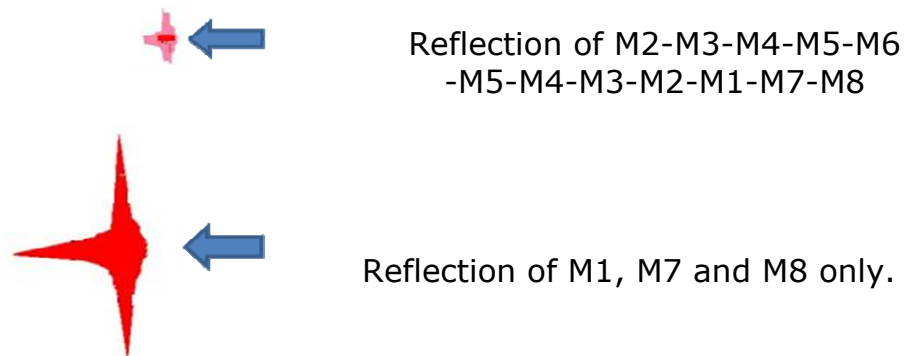 Reflection of M2-M3-M4-M5-M6
-M5-M4-M3-M2-M1-M7-M8
Reflection of M1, M7 and M8 only.